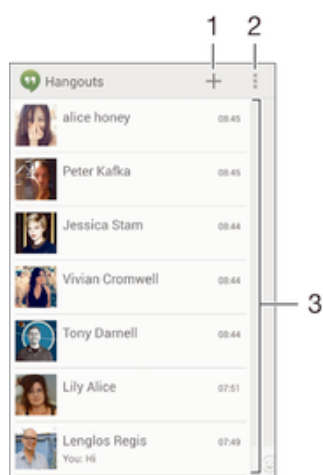 1 2
Hangouts
alice honey 08:45
Peter Kafka 08:45
Jessica Stam 08:44
Vivian Cromwell 08:44
3
Tony Darnell 08:44
Lily Alice 07:51
Lenglos Regis 07:49
You: Hi